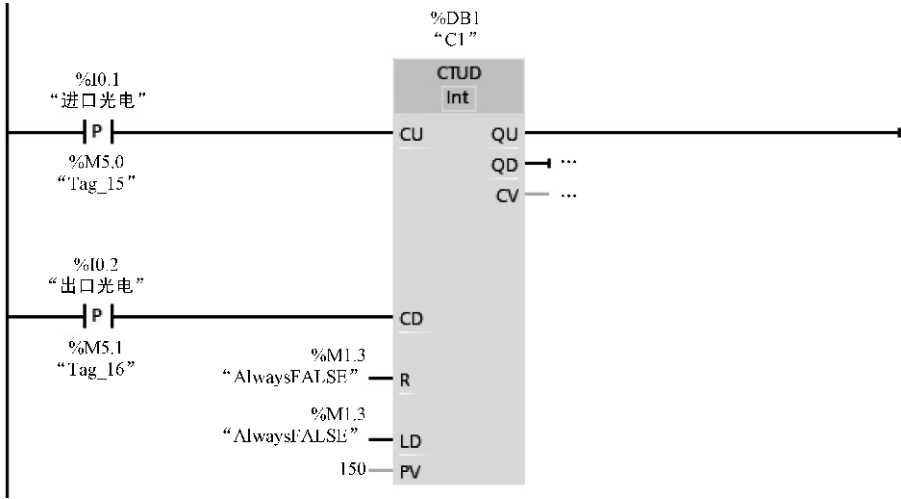 %DB1
“C1”
CTUD
Int
%I0.1
“进口光电”
P
%M5.0
“Tag_15”
CU
QU
QD
...
CV
...
%I0.2
“出口光电”
P
%M5.1
“Tag_16”
CD
%M1.3
“AlwaysFALSE”
R
%M1.3
“AlwaysFALSE”
LD
150
PV